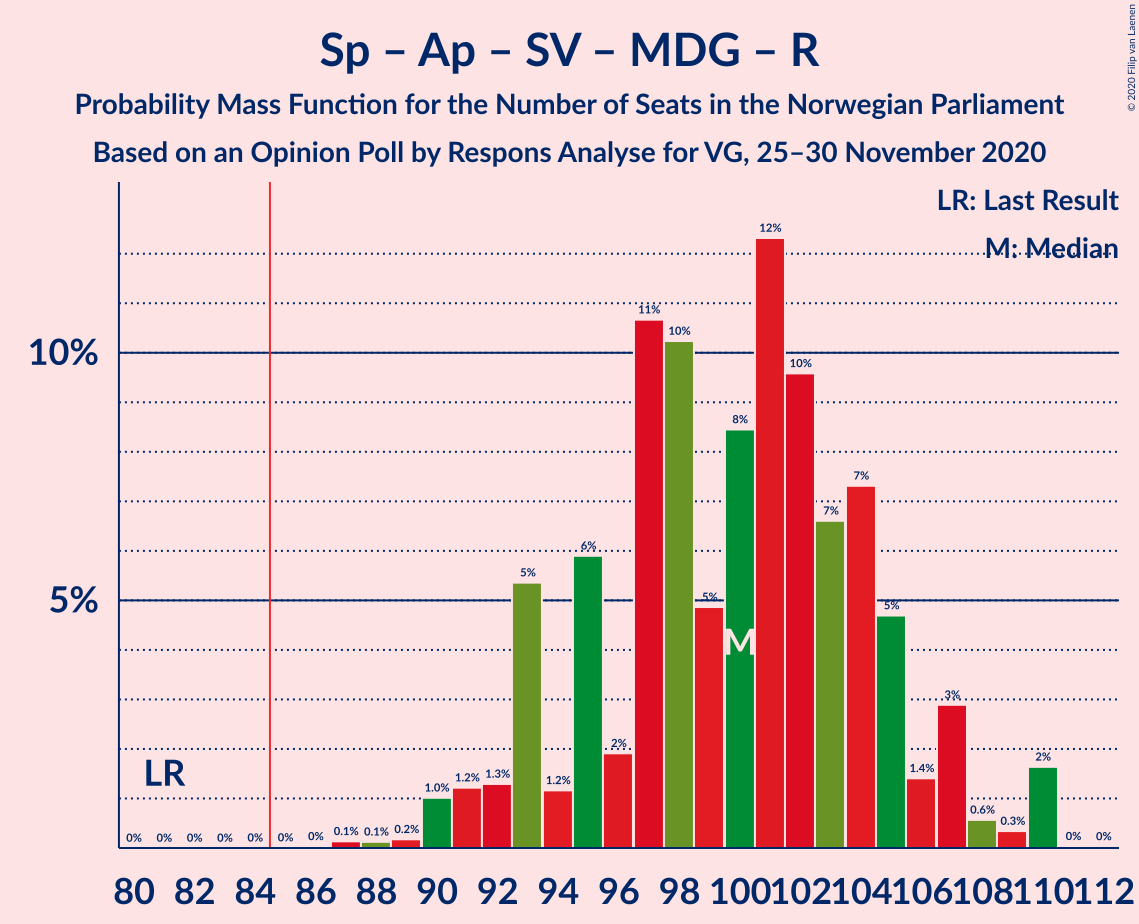 Sp – Ap – SV – MDG – R
Probability Mass Function for the Number of Seats in the Norwegian Parliament
Based on an Opinion Poll by Respons Analyse for VG, 25–30 November 2020
© 2020 Filip van Laenen
LR: Last Result
M: Median
10%
5%
LR
M
0% 0% 0% 0% 0% 0% 0% 0.1% 0.1% 0.2% 1.0% 1.2% 1.3% 5% 1.2% 6% 2% 11% 10% 5% 8% 12% 10% 7% 7% 5% 1.4% 3% 0.6% 0.3% 2% 0% 0%
80 82 84 86 88 90 92 94 96 98 100 102 104 106 108 110 112